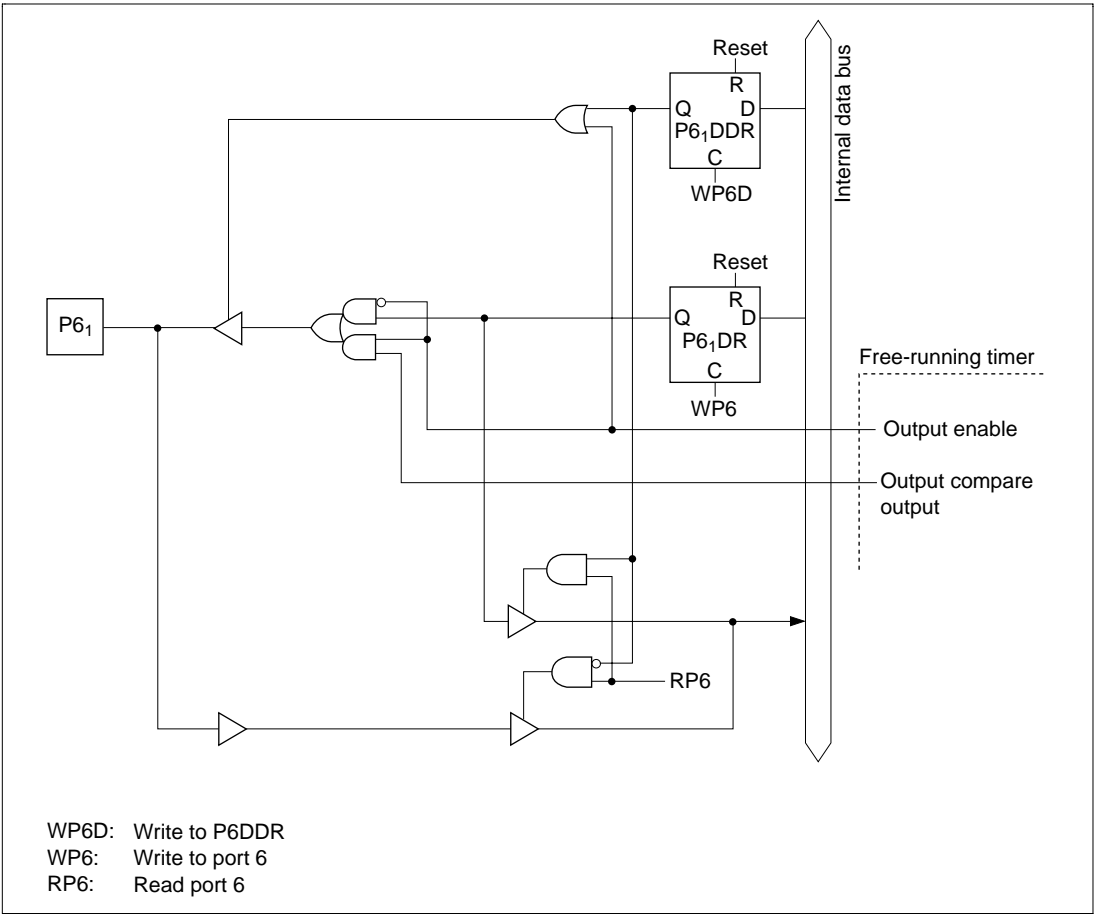 Reset
R
Q D
P6₁DDR
C
WP6D
Internal data bus
Reset
R
P6₁
Q D
P6₁DR
C
WP6
Free-running timer
Output enable
Output compare
output
RP6
WP6D: Write to P6DDR
WP6: Write to port 6
RP6: Read port 6